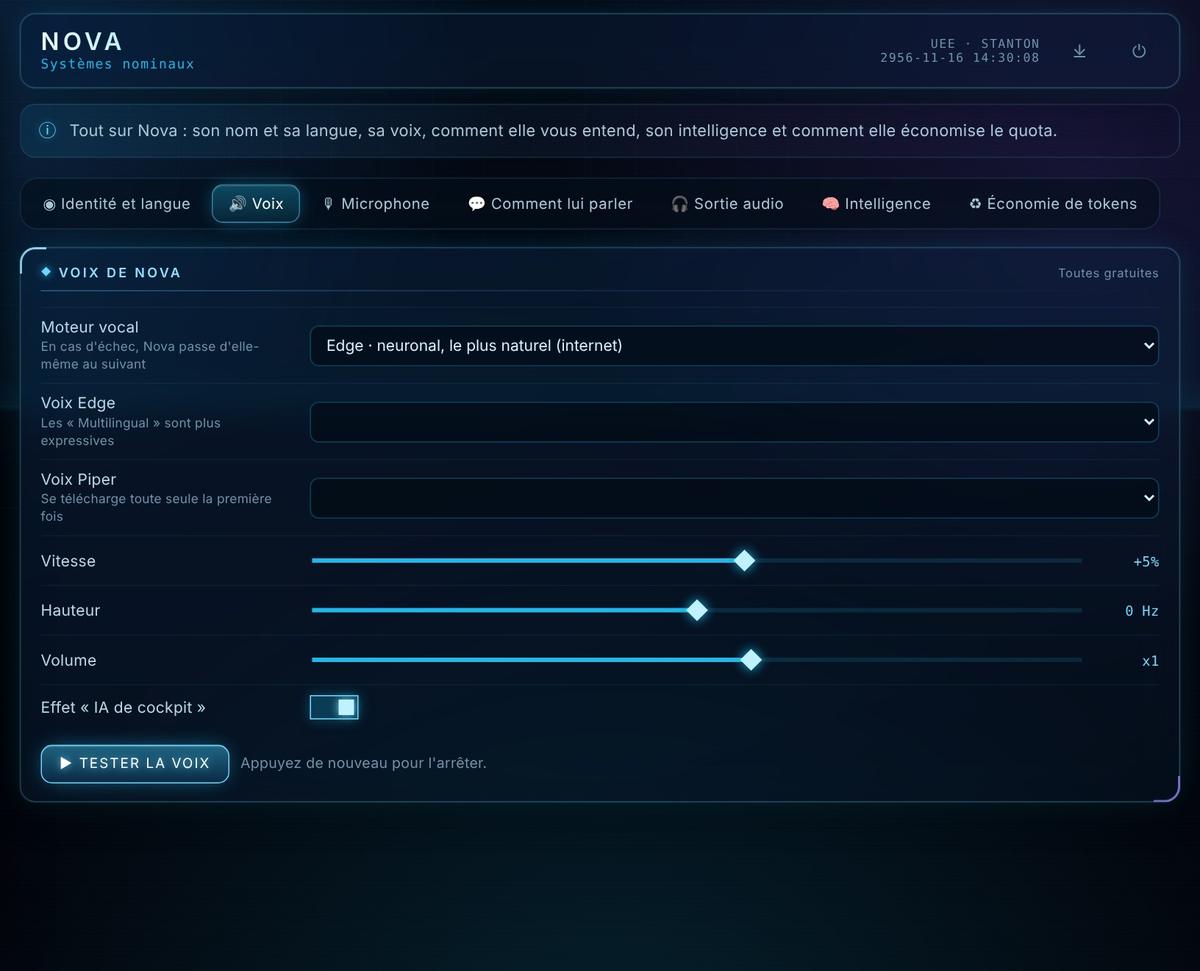 NOVA
Systèmes nominaux
UEE · STANTON
2956-11-16 14:30:08
Tout sur Nova : son nom et sa langue, sa voix, comment elle vous entend, son intelligence et comment elle économise le quota.
Identité et langue
Voix
Microphone
Comment lui parler
Sortie audio
Intelligence
Économie de tokens
VOIX DE NOVA
Toutes gratuites
Moteur vocal
En cas d'échec, Nova passe d'elle-
même au suivant
Edge · neuronal, le plus naturel (internet)
Voix Edge
Les « Multilingual » sont plus
expressives
Voix Piper
Se télécharge toute seule la première
fois
Vitesse
+5%
Hauteur
0 Hz
Volume
x1
Effet « IA de cockpit »
TESTER LA VOIX
Appuyez de nouveau pour l'arrêter.